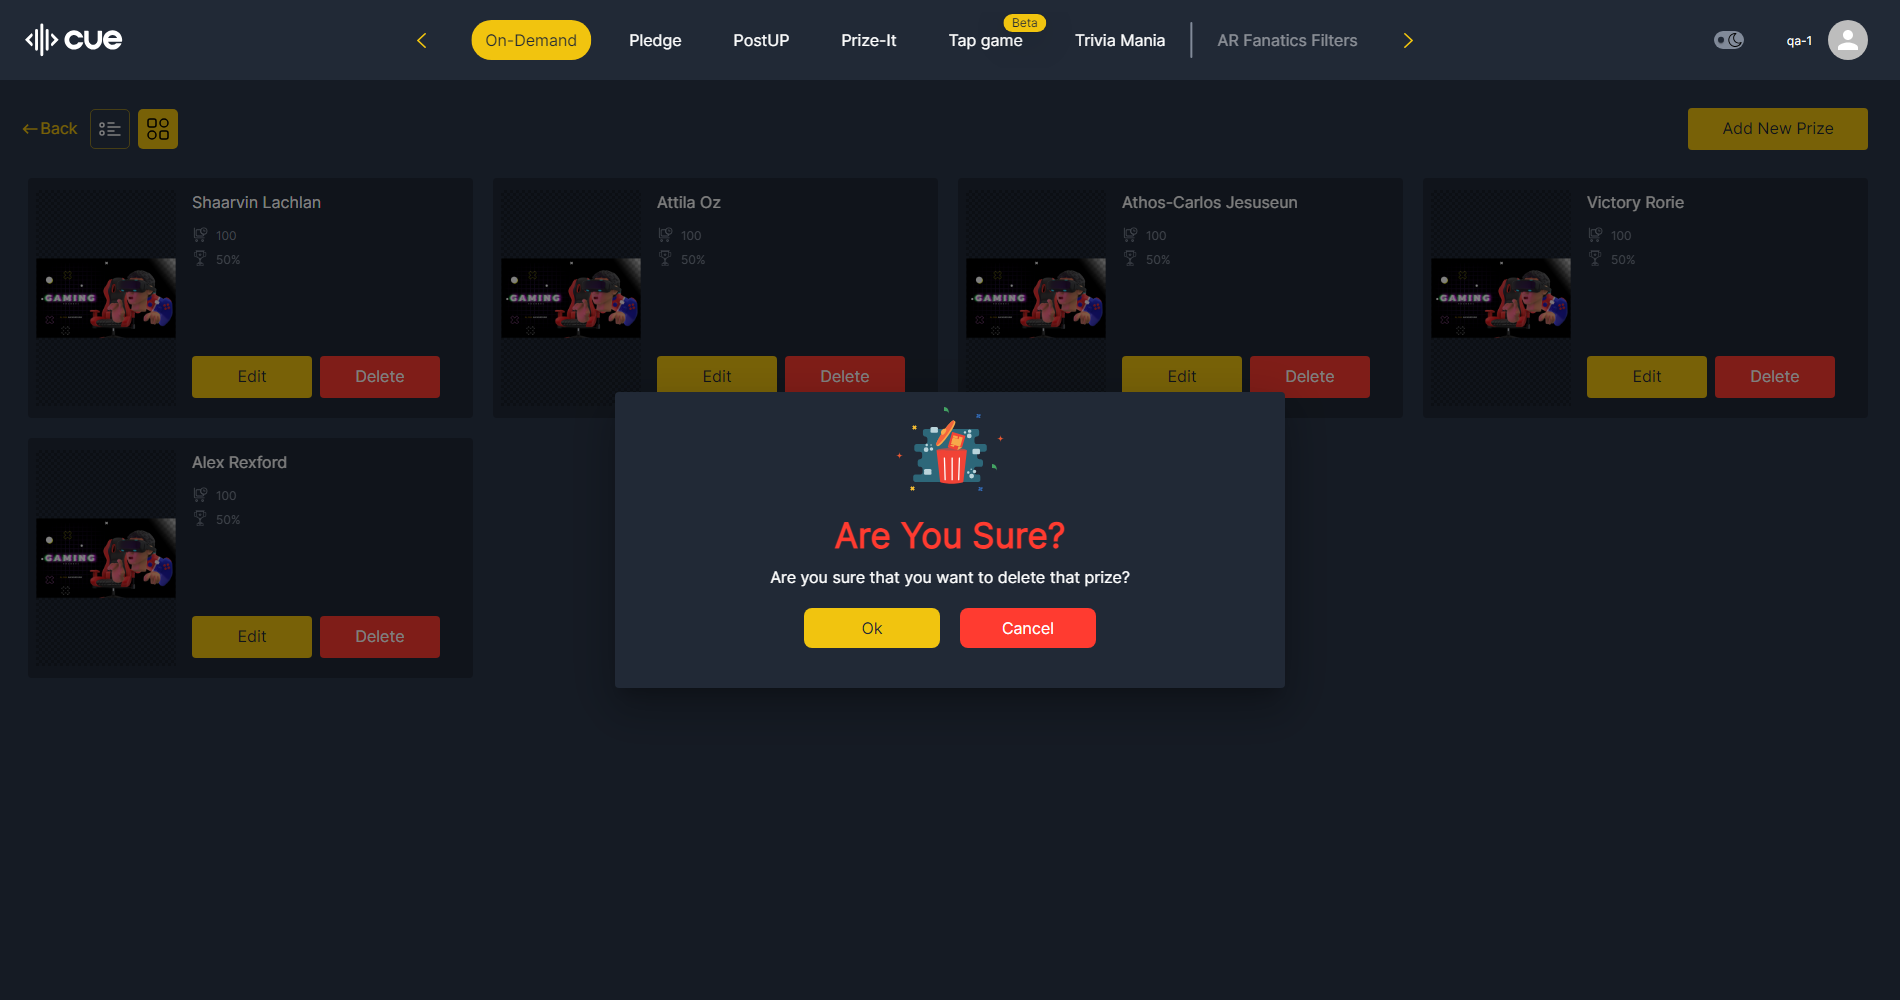 cue
On-Demand
Pledge
PostUP
Prize-It
Tap game
Beta
Trivia Mania
AR Fanatics Filters
qa-1
Back
Add New Prize
Shaarvin Lachlan
100
50%
GAMING
Edit
Delete
Attila Oz
100
50%
GAMING
Edit
Delete
Athos-Carlos Jesuseun
100
50%
GAMING
Edit
Delete
Victory Rorie
100
50%
GAMING
Edit
Delete
Alex Rexford
100
50%
GAMING
Edit
Delete
Are You Sure?
Are you sure that you want to delete that prize?
Ok
Cancel